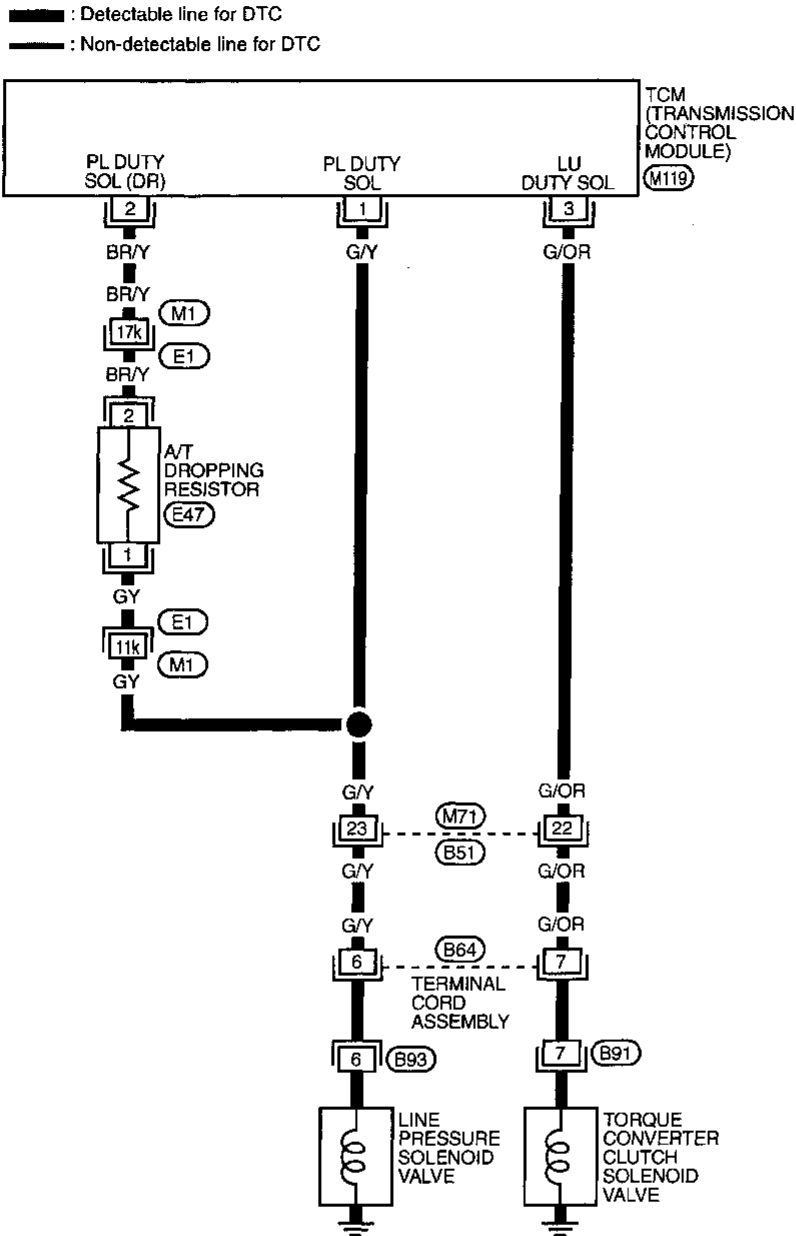 : Detectable line for DTC
: Non-detectable line for DTC
TCM
(TRANSMISSION
CONTROL
MODULE)
M119
PL DUTY
SOL (DR)
PL DUTY
SOL
LU
DUTY SOL
2
1
3
BR/Y
G/Y
G/OR
BR/Y
M1
17k
E1
BR/Y
2
A/T
DROPPING
RESISTOR
E47
1
GY
E1
11k
M1
GY
G/Y
G/OR
23
M71
22
B51
G/Y
G/OR
G/Y
G/OR
6
B64
7
TERMINAL
CORD
ASSEMBLY
6
B93
7
B91
LINE
PRESSURE
SOLENOID
VALVE
TORQUE
CONVERTER
CLUTCH
SOLENOID
VALVE